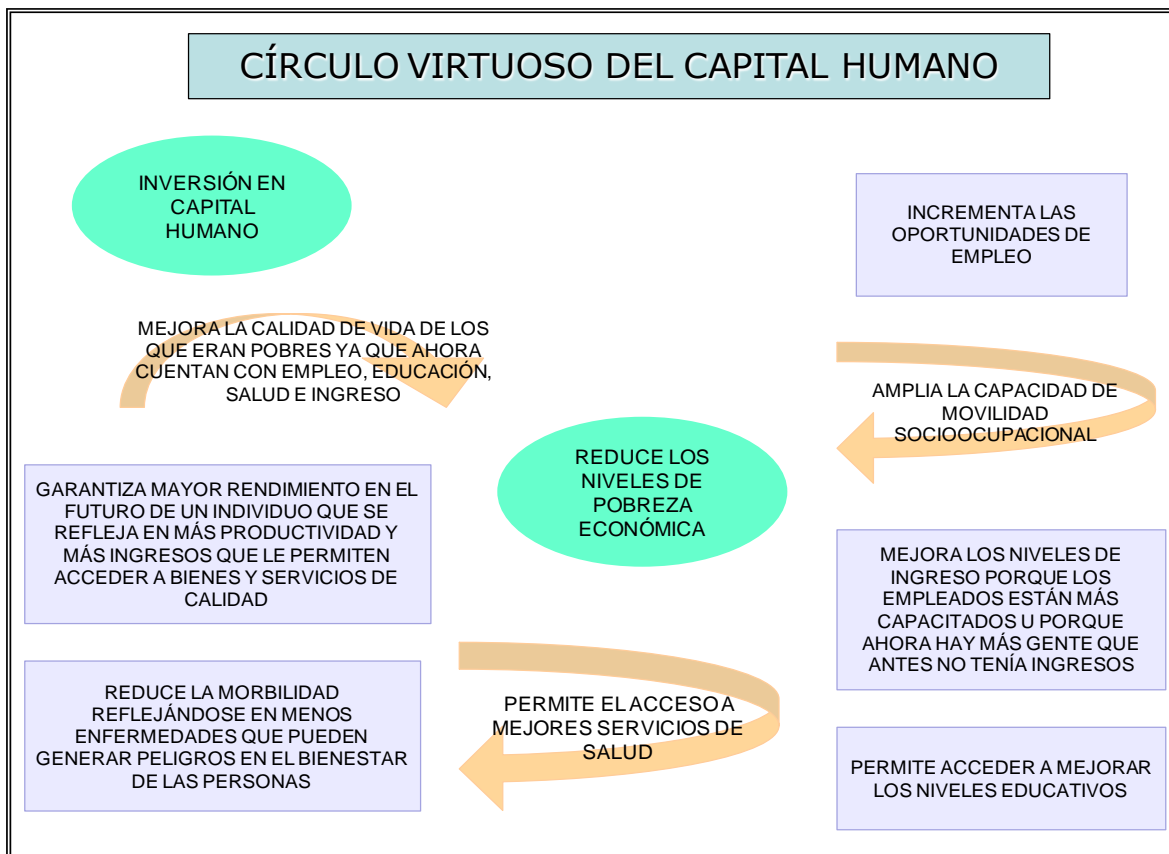 CÍRCULO VIRTUOSO DEL CAPITAL HUMANO
INVERSIÓN EN
CAPITAL
HUMANO
INCREMENTA LAS
OPORTUNIDADES DE
EMPLEO
MEJORA LA CALIDAD DE VIDA DE LOS
QUE ERAN POBRES YA QUE AHORA
CUENTAN CON EMPLEO, EDUCACIÓN,
SALUD E INGRESO
AMPLIA LA CAPACIDAD DE
MOVILIDAD
SOCIOOCUPACIONAL
REDUCE LOS
NIVELES DE
POBREZA
ECONÓMICA
GARANTIZA MAYOR RENDIMIENTO EN EL
FUTURO DE UN INDIVIDUO QUE SE
REFLEJA EN MÁS PRODUCTIVIDAD Y
MÁS INGRESOS QUE LE PERMITEN
ACCEDER A BIENES Y SERVICIOS DE
CALIDAD
MEJORA LOS NIVELES DE
INGRESO PORQUE LOS
EMPLEADOS ESTÁN MÁS
CAPACITADOS U PORQUE
AHORA HAY MÁS GENTE QUE
ANTES NO TENÍA INGRESOS
REDUCE LA MORBILIDAD
REFLEJÁNDOSE EN MENOS
ENFERMEDADES QUE PUEDEN
GENERAR PELIGROS EN EL BIENESTAR
DE LAS PERSONAS
PERMITE EL ACCESO A
MEJORES SERVICIOS DE
SALUD
PERMITE ACCEDER A MEJORAR
LOS NIVELES EDUCATIVOS